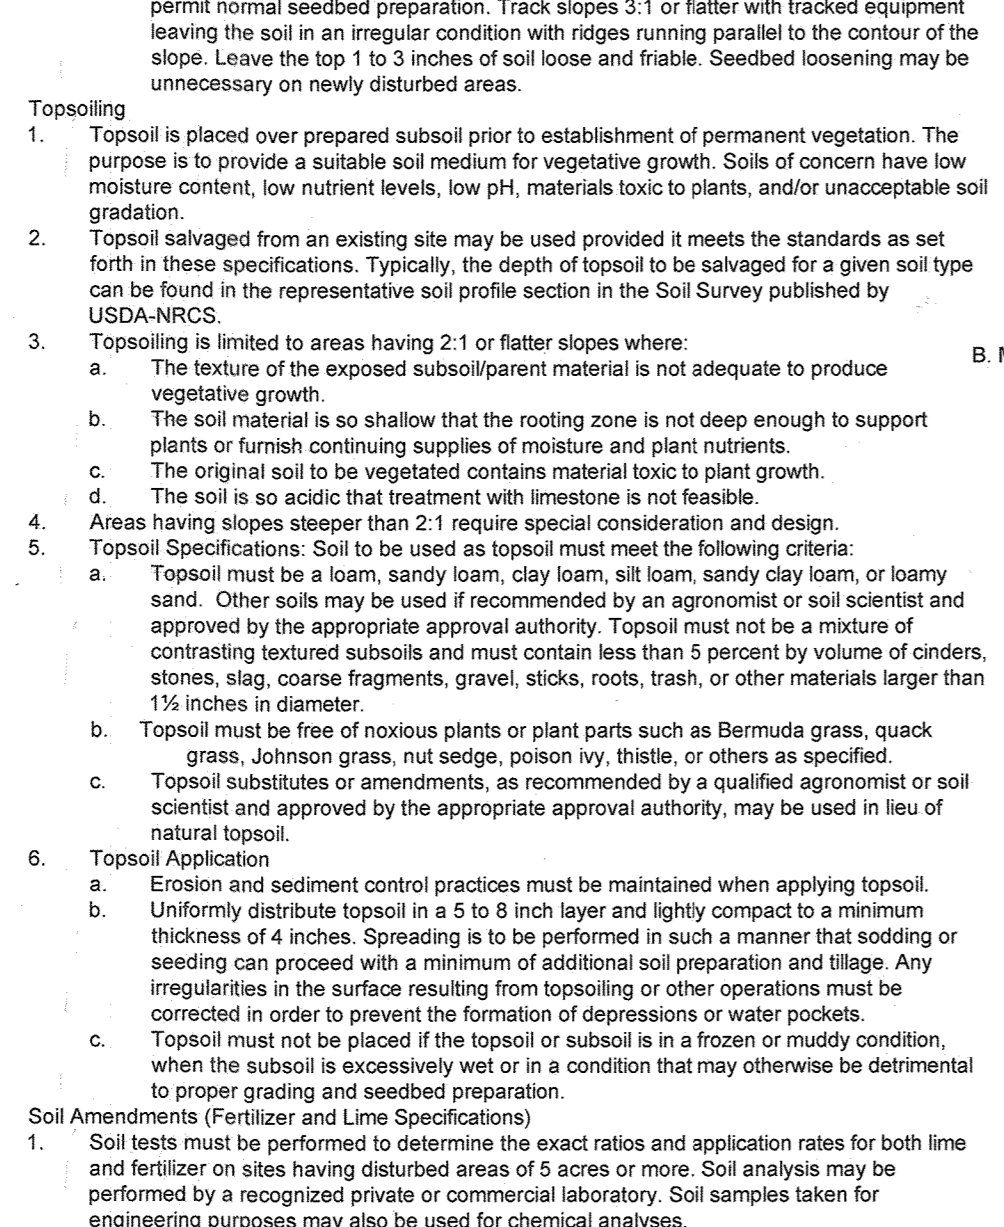 permit normal seedbed preparation. Track slopes 3:1 or flatter with tracked equipment
leaving the soil in an irregular condition with ridges running parallel to the contour of the
slope. Leave the top 1 to 3 inches of soil loose and friable. Seedbed loosening may be
unnecessary on newly disturbed areas.
Topsoiling
1. Topsoil is placed over prepared subsoil prior to establishment of permanent vegetation. The
purpose is to provide a suitable soil medium for vegetative growth. Soils of concern have low
moisture content, low nutrient levels, low pH, materials toxic to plants, and/or unacceptable soil
gradation.
2. Topsoil salvaged from an existing site may be used provided it meets the standards as set
forth in these specifications. Typically, the depth of topsoil to be salvaged for a given soil type
can be found in the representative soil profile section in the Soil Survey published by
USDA-NRCS.
3. Topsoiling is limited to areas having 2:1 or flatter slopes where:
a. The texture of the exposed subsoil/parent material is not adequate to produce
vegetative growth.
b. The soil material is so shallow that the rooting zone is not deep enough to support
plants or furnish continuing supplies of moisture and plant nutrients.
c. The original soil to be vegetated contains material toxic to plant growth.
d. The soil is so acidic that treatment with limestone is not feasible.
4. Areas having slopes steeper than 2:1 require special consideration and design.
5. Topsoil Specifications: Soil to be used as topsoil must meet the following criteria:
a. Topsoil must be a loam, sandy loam, clay loam, silt loam, sandy clay loam, or loamy
sand. Other soils may be used if recommended by an agronomist or soil scientist and
approved by the appropriate approval authority. Topsoil must not be a mixture of
contrasting textured subsoils and must contain less than 5 percent by volume of cinders,
stones, slag, coarse fragments, gravel, sticks, roots, trash, or other materials larger than
1½ inches in diameter.
b. Topsoil must be free of noxious plants or plant parts such as Bermuda grass, quack
grass, Johnson grass, nut sedge, poison ivy, thistle, or others as specified.
c. Topsoil substitutes or amendments, as recommended by a qualified agronomist or soil
scientist and approved by the appropriate approval authority, may be used in lieu of
natural topsoil.
6. Topsoil Application
a. Erosion and sediment control practices must be maintained when applying topsoil.
b. Uniformly distribute topsoil in a 5 to 8 inch layer and lightly compact to a minimum
thickness of 4 inches. Spreading is to be performed in such a manner that sodding or
seeding can proceed with a minimum of additional soil preparation and tillage. Any
irregularities in the surface resulting from topsoiling or other operations must be
corrected in order to prevent the formation of depressions or water pockets.
c. Topsoil must not be placed if the topsoil or subsoil is in a frozen or muddy condition,
when the subsoil is excessively wet or in a condition that may otherwise be detrimental
to proper grading and seedbed preparation.
Soil Amendments (Fertilizer and Lime Specifications)
1. Soil tests must be performed to determine the exact ratios and application rates for both lime
and fertilizer on sites having disturbed areas of 5 acres or more. Soil analysis may be
performed by a recognized private or commercial laboratory. Soil samples taken for
engineering purposes may also be used for chemical analyses.
B.